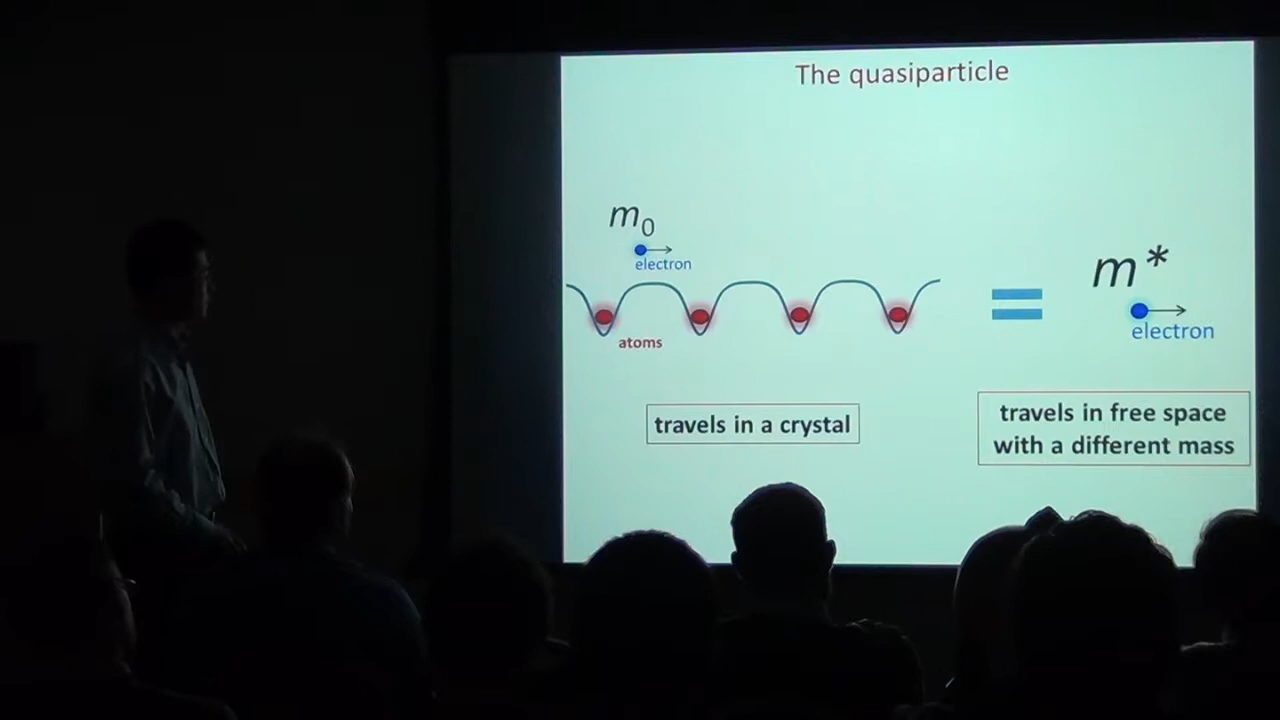 The quasiparticle
m₀
electron
atoms
travels in a crystal
=
m*
electron
travels in free space
with a different mass